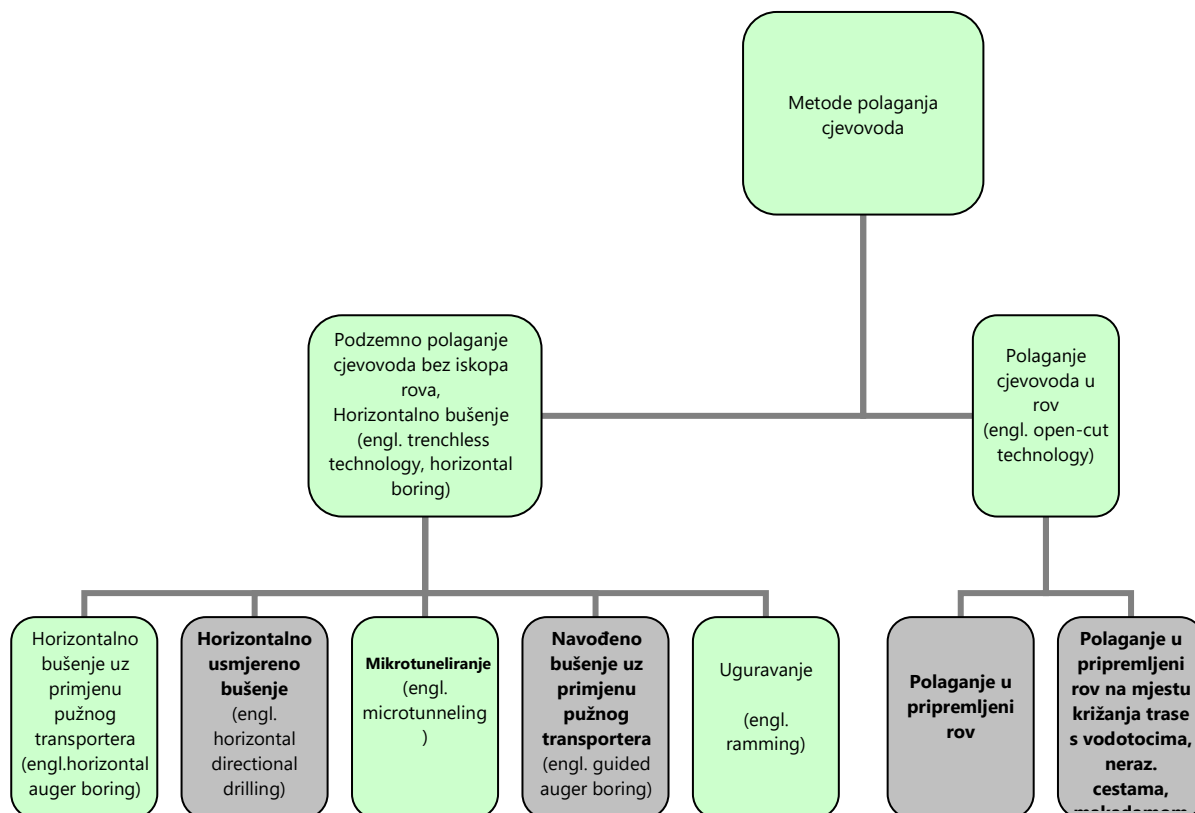 Metode polaganja
cjevovoda
Podzemno polaganje
cjevovoda bez iskopa
rova,
Horizontalno bušenje
(engl. trenchless
technology, horizontal
boring)
Polaganje
cjevovoda u
rov
(engl. open-cut
technology)
Horizontalno
bušenje uz
primjenu
pužnog
transportera
(engl.horizontal
auger boring)
Horizontalno
usmjereno
bušenje
(engl.
horizontal
directional
drilling)
Mikrotuneliranje
(engl.
microtunneling
)
Navođeno
bušenje uz
primjenu
pužnog
transportera
(engl. guided
auger boring)
Uguravanje
(engl.
ramming)
Polaganje u
pripremljeni
rov
Polaganje u
pripremljeni
rov na mjestu
križanja trase
s vodotocima,
neraz.
cestama,